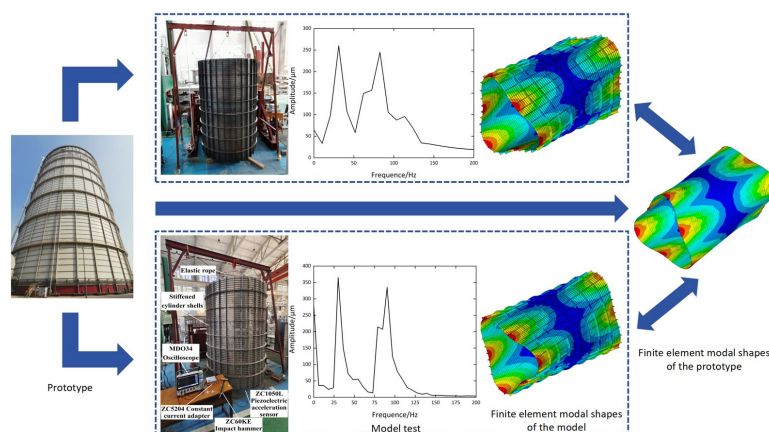 Amplitude/μm
300
250
200
150
100
50
0
0
50
100
150
200
Frequence/Hz
Prototype
Elastic rope
Stiffened
cylinder shells
MDO34
Oscilloscope
ZC5204 Constant
current adapter
ZC1050L
Piezoelectric
acceleration
sensor
ZC60KE
Impact hammer
Amplitude/μm
400
350
300
250
200
150
100
50
0
0
25
50
75
100
125
150
175
200
Frequency/Hz
Model test
Finite element modal shapes
of the model
Finite element modal shapes
of the prototype